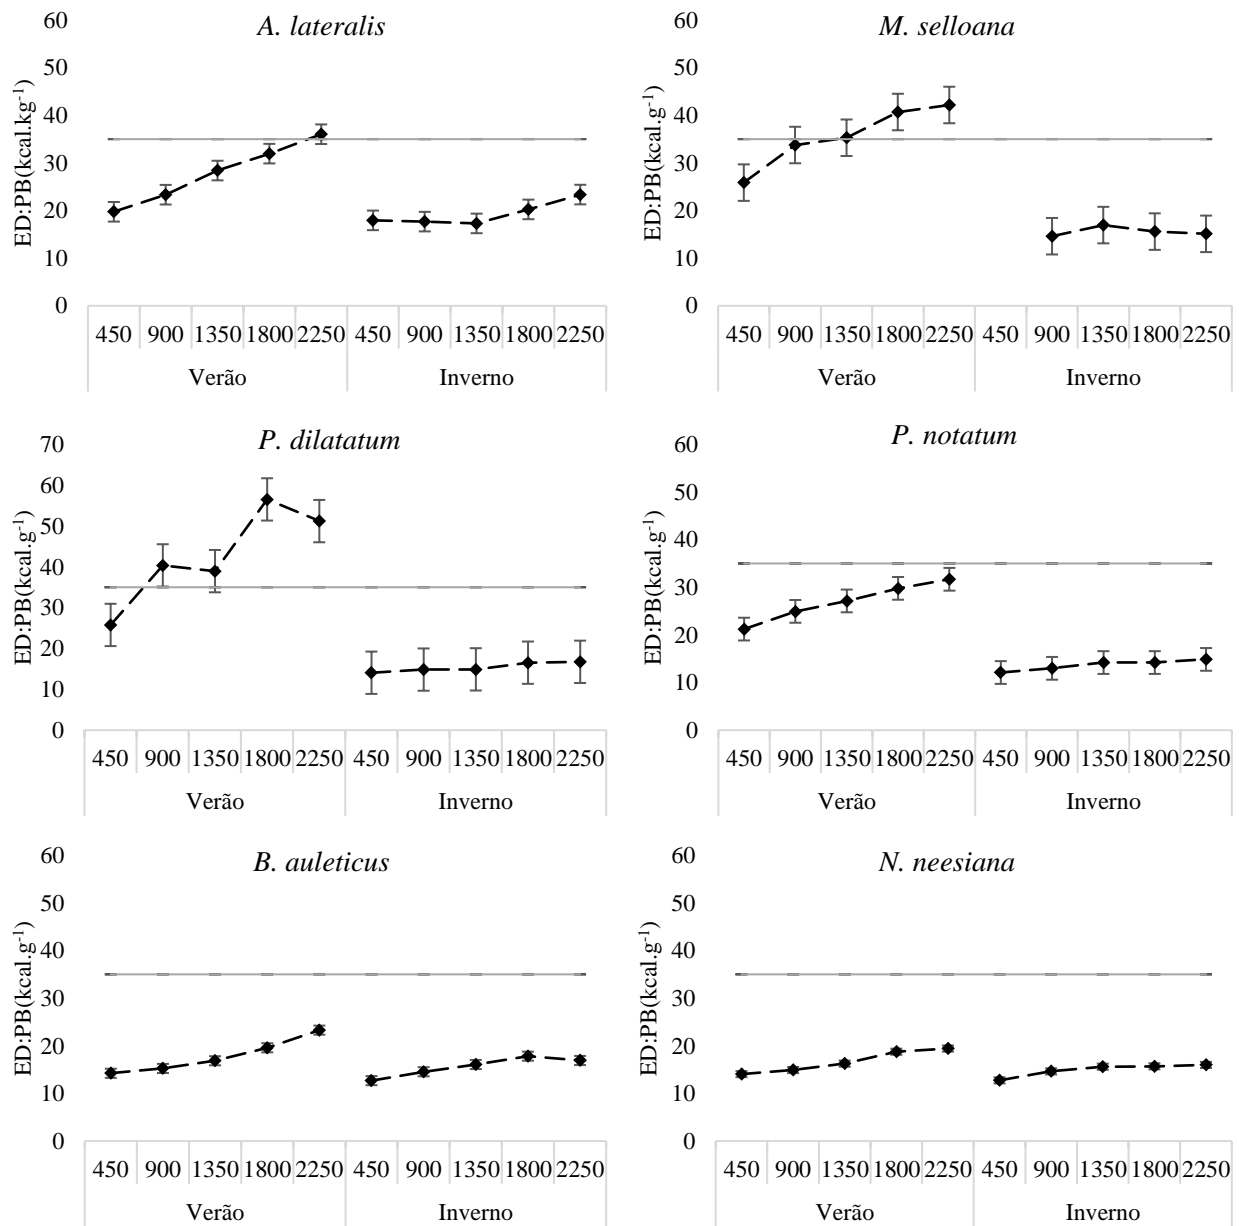 A. lateralis
ED:PB(kcal.kg⁻¹)
60
50
40
30
20
10
0
450 900 1350 1800 2250 450 900 1350 1800 2250
Verão Inverno
M. selloana
ED:PB(kcal.g⁻¹)
60
50
40
30
20
10
0
450 900 1350 1800 2250 450 900 1350 1800 2250
Verão Inverno
P. dilatatum
ED:PB(kcal.g⁻¹)
70
60
50
40
30
20
10
0
450 900 1350 1800 2250 450 900 1350 1800 2250
Verão Inverno
P. notatum
ED:PB(kcal.g⁻¹)
60
50
40
30
20
10
0
450 900 1350 1800 2250 450 900 1350 1800 2250
Verão Inverno
B. auleticus
ED:PB(kcal.g⁻¹)
60
50
40
30
20
10
0
450 900 1350 1800 2250 450 900 1350 1800 2250
Verão Inverno
N. neesiana
ED:PB(kcal.g⁻¹)
60
50
40
30
20
10
0
450 900 1350 1800 2250 450 900 1350 1800 2250
Verão Inverno